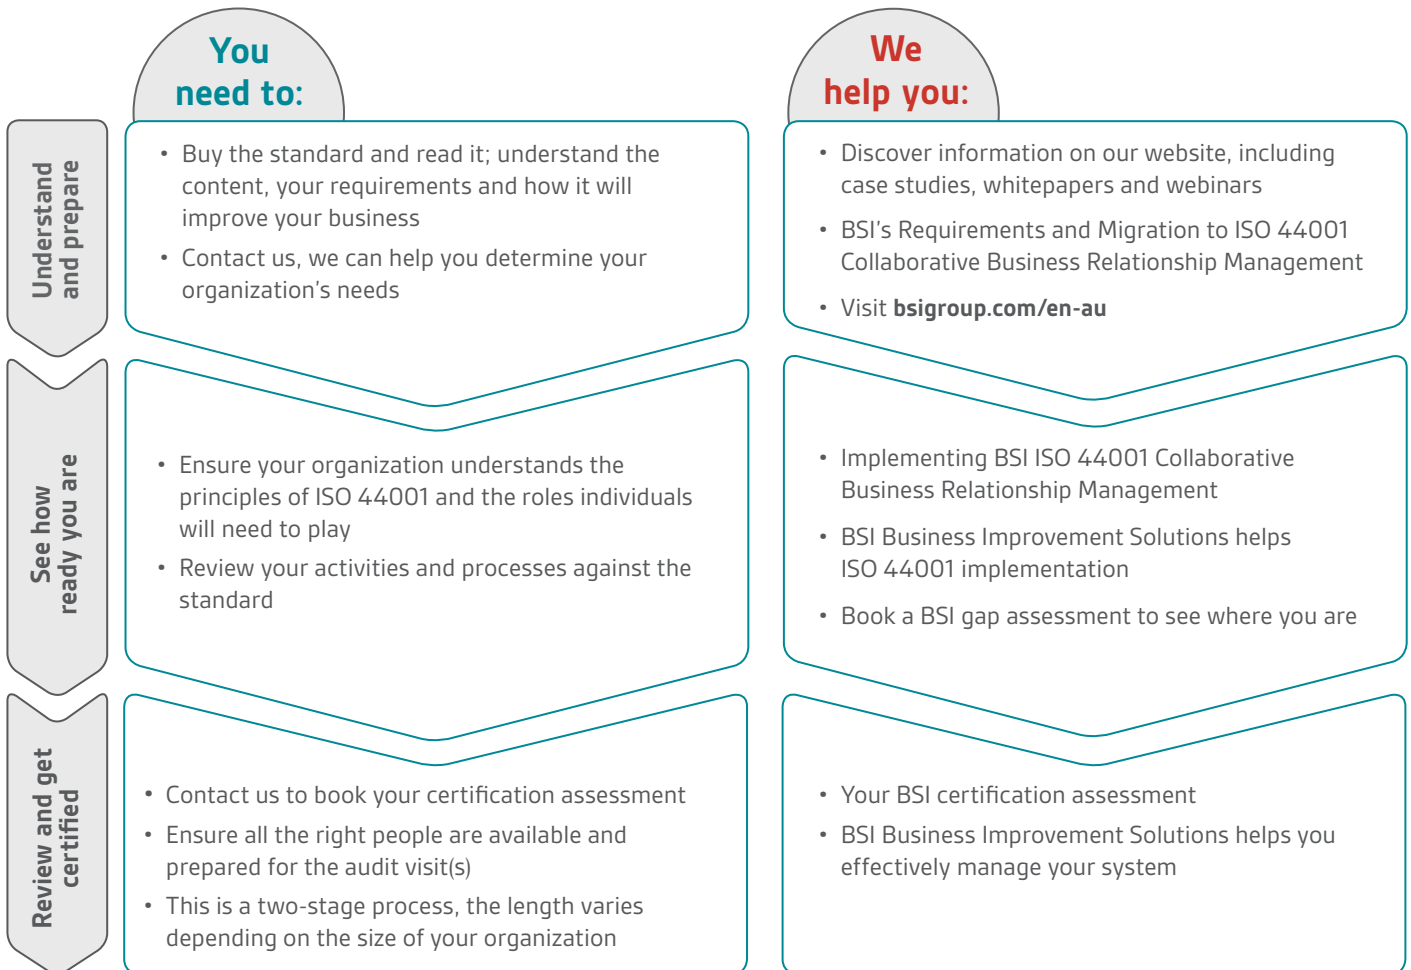 You
need to:
We
help you:
Understand
and prepare
• Buy the standard and read it; understand the
content, your requirements and how it will
improve your business
• Contact us, we can help you determine your
organization's needs
• Discover information on our website, including
case studies, whitepapers and webinars
• BSI's Requirements and Migration to ISO 44001
Collaborative Business Relationship Management
• Visit bsigroup.com/en-au
See how
ready you are
• Ensure your organization understands the
principles of ISO 44001 and the roles individuals
will need to play
• Review your activities and processes against the
standard
• Implementing BSI ISO 44001 Collaborative
Business Relationship Management
• BSI Business Improvement Solutions helps
ISO 44001 implementation
• Book a BSI gap assessment to see where you are
Review and get
certified
• Contact us to book your certification assessment
• Ensure all the right people are available and
prepared for the audit visit(s)
• This is a two-stage process, the length varies
depending on the size of your organization
• Your BSI certification assessment
• BSI Business Improvement Solutions helps you
effectively manage your system